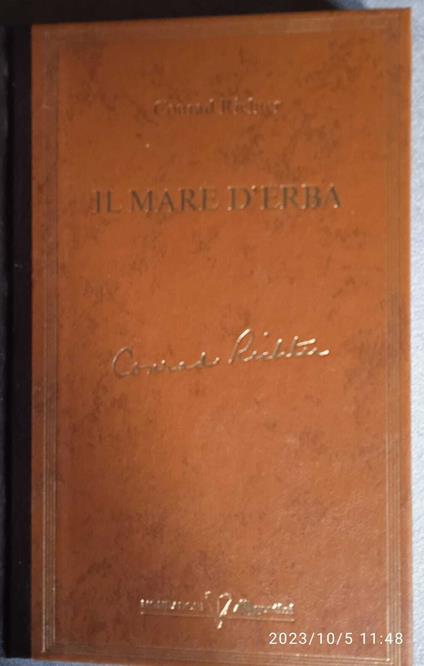 Conrad Richter
IL MARE D'ERBA
Conrad Richter
2023/10/5 11:48